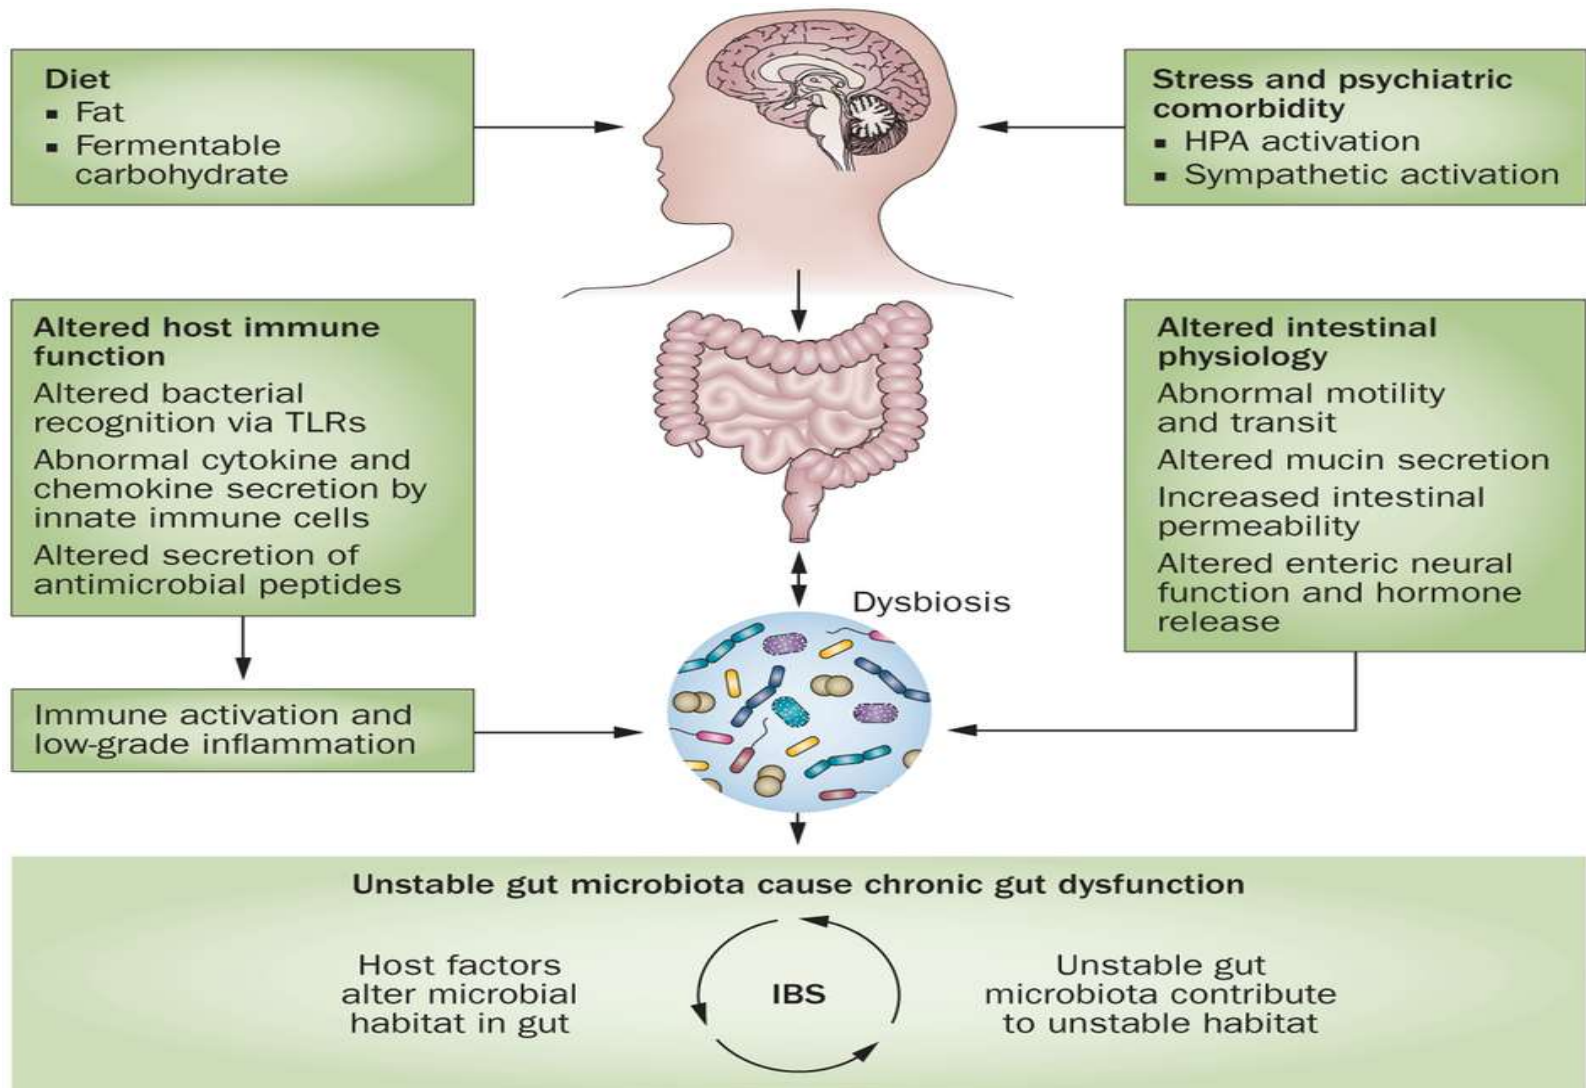 Diet
▪ Fat
▪ Fermentable
carbohydrate
Stress and psychiatric
comorbidity
▪ HPA activation
▪ Sympathetic activation
Altered host immune
function
Altered bacterial
recognition via TLRs
Abnormal cytokine and
chemokine secretion by
innate immune cells
Altered secretion of
antimicrobial peptides
Altered intestinal
physiology
Abnormal motility
and transit
Altered mucin secretion
Increased intestinal
permeability
Altered enteric neural
function and hormone
release
Dysbiosis
Immune activation and
low-grade inflammation
Unstable gut microbiota cause chronic gut dysfunction
Host factors
alter microbial
habitat in gut
IBS
Unstable gut
microbiota contribute
to unstable habitat